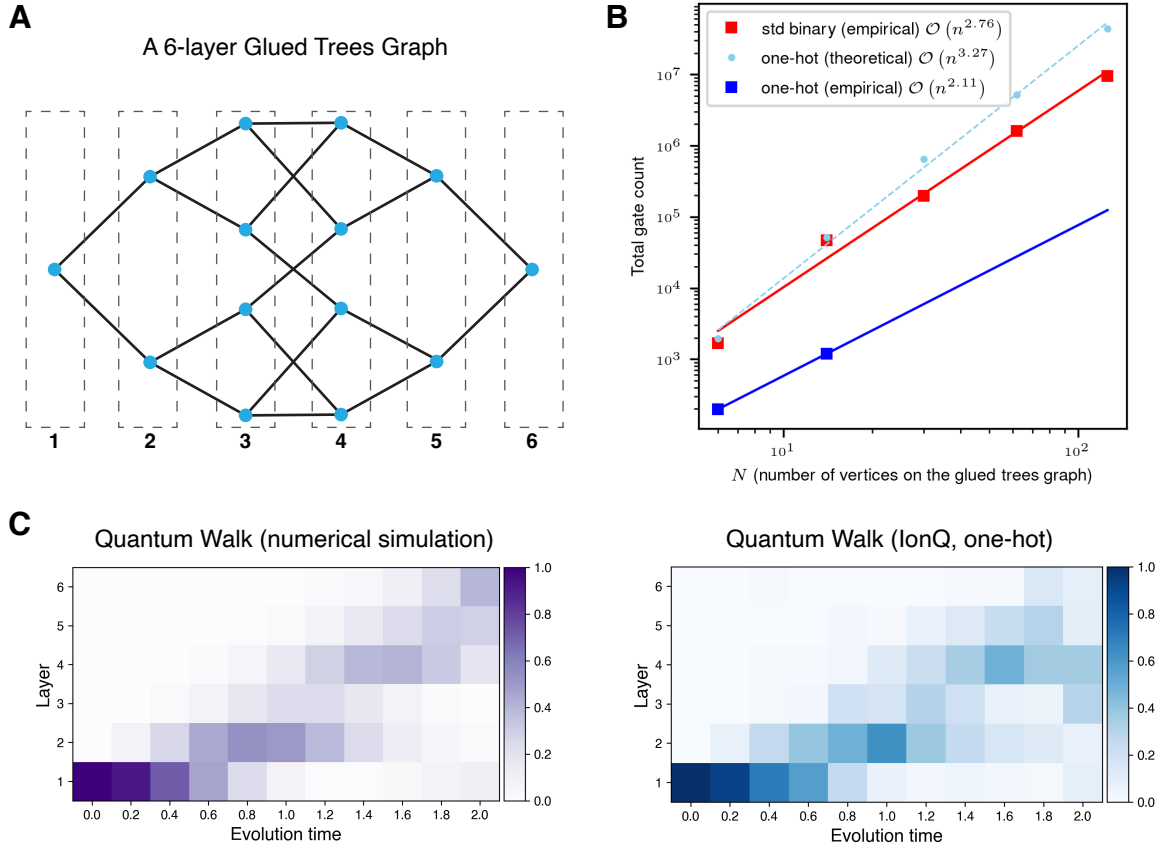 A
A 6-layer Glued Trees Graph
1 2 3 4 5 6
B
std binary (empirical) 𝒪 (n^2.76)
one-hot (theoretical) 𝒪 (n^3.27)
one-hot (empirical) 𝒪 (n^2.11)
Total gate count
10^7
10^6
10^5
10^4
10^3
10^1 10^2
N (number of vertices on the glued trees graph)
C
Quantum Walk (numerical simulation)
Layer
6
5
4
3
2
1
0.0 0.2 0.4 0.6 0.8 1.0 1.2 1.4 1.6 1.8 2.0
Evolution time
1.0
0.8
0.6
0.4
0.2
0.0
Quantum Walk (IonQ, one-hot)
Layer
6
5
4
3
2
1
0.0 0.2 0.4 0.6 0.8 1.0 1.2 1.4 1.6 1.8 2.0
Evolution time
1.0
0.8
0.6
0.4
0.2
0.0